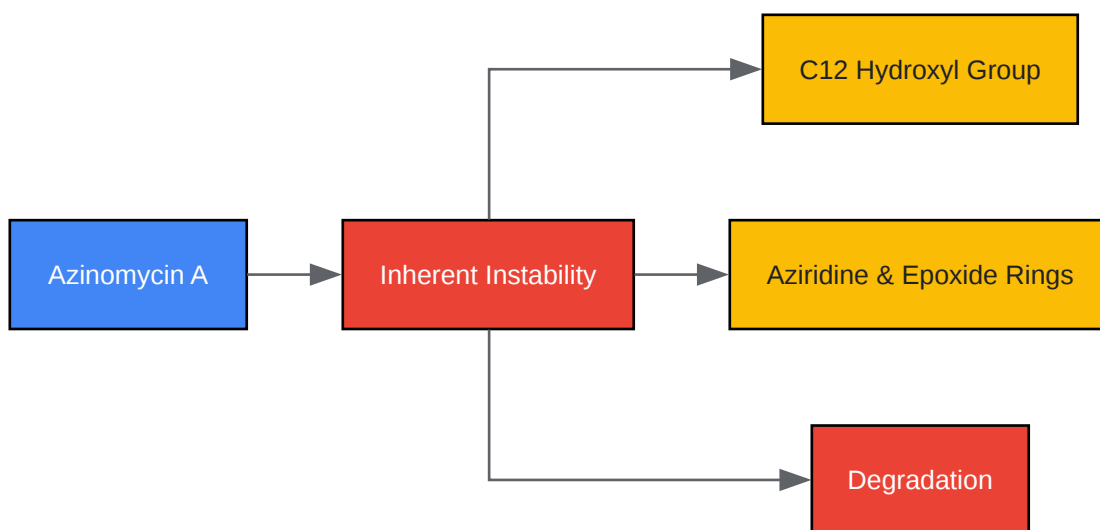 C12 Hydroxyl Group
Azinomycin A
Inherent Instability
Aziridine & Epoxide Rings
Degradation